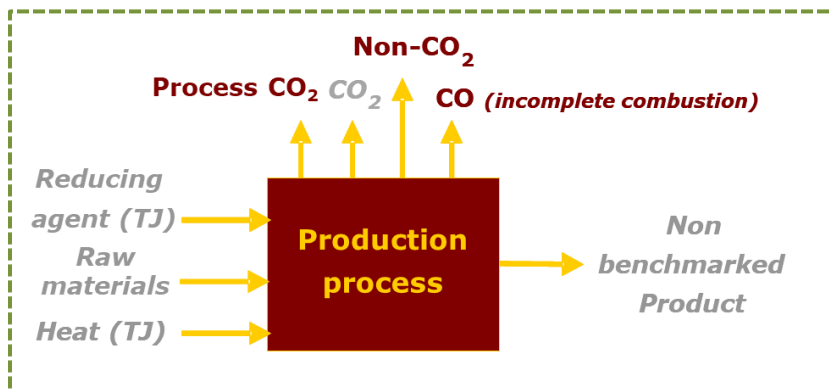 Non-CO2
Process CO2
CO2
CO (incomplete combustion)
Reducing
agent (TJ)
Raw
materials
Heat (TJ)
Production
process
Non
benchmarked
Product